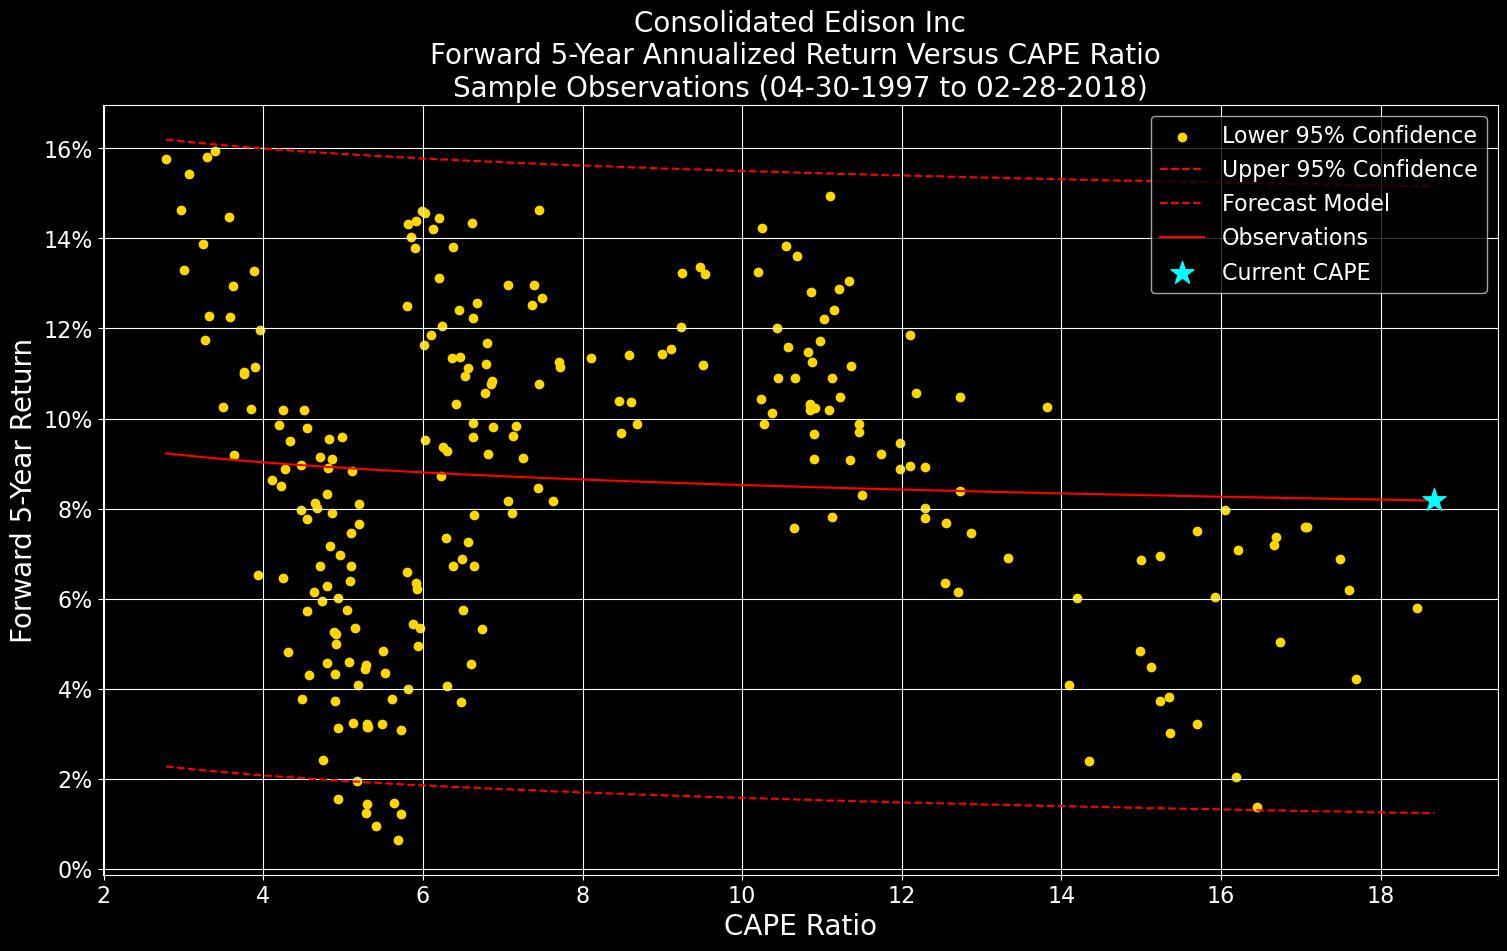 Consolidated Edison Inc
Forward 5-Year Annualized Return Versus CAPE Ratio
Sample Observations (04-30-1997 to 02-28-2018)
Lower 95% Confidence
Upper 95% Confidence
Forecast Model
Observations
Current CAPE
16%
14%
12%
10%
8%
6%
4%
2%
0%
Forward 5-Year Return
2 4 6 8 10 12 14 16 18
CAPE Ratio